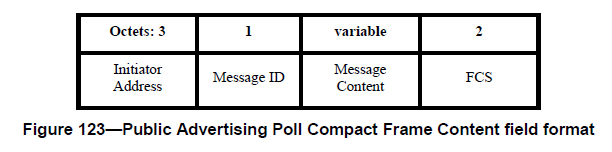 Octets: 3 1 variable 2
Initiator Address Message ID Message Content FCS
Figure 123—Public Advertising Poll Compact Frame Content field format